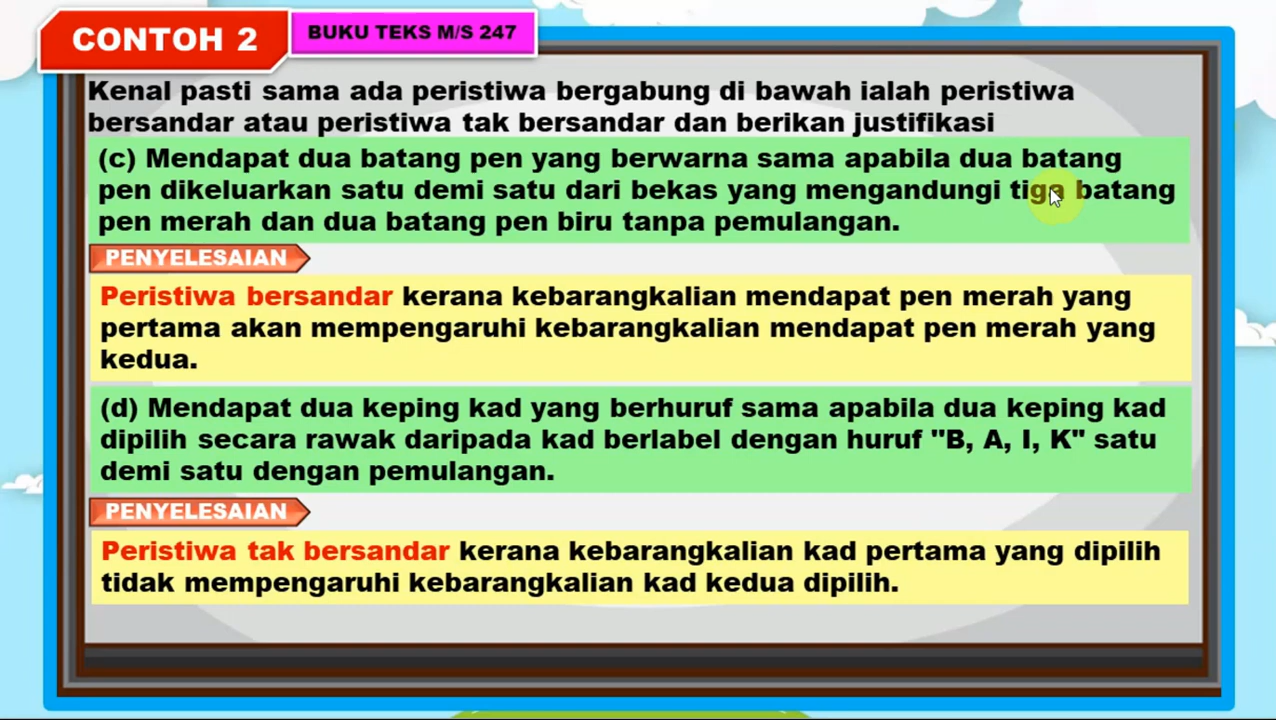 CONTOH 2
BUKU TEKS M/S 247
Kenal pasti sama ada peristiwa bergabung di bawah ialah peristiwa
bersandar atau peristiwa tak bersandar dan berikan justifikasi
(c) Mendapat dua batang pen yang berwarna sama apabila dua batang
pen dikeluarkan satu demi satu dari bekas yang mengandungi tiga batang
pen merah dan dua batang pen biru tanpa pemulangan.
PENYELESAIAN
Peristiwa bersandar kerana kebarangkalian mendapat pen merah yang
pertama akan mempengaruhi kebarangkalian mendapat pen merah yang
kedua.
(d) Mendapat dua keping kad yang berhuruf sama apabila dua keping kad
dipilih secara rawak daripada kad berlabel dengan huruf "B, A, I, K" satu
demi satu dengan pemulangan.
PENYELESAIAN
Peristiwa tak bersandar kerana kebarangkalian kad pertama yang dipilih
tidak mempengaruhi kebarangkalian kad kedua dipilih.